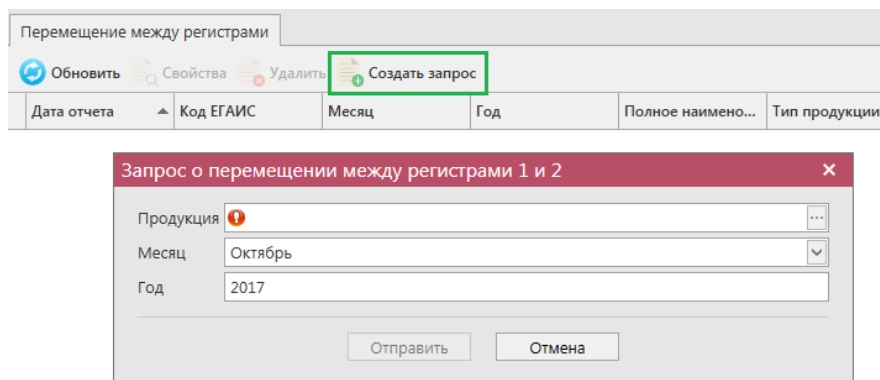 Перемещение между регистрами
Обновить Свойства Удалить Создать запрос
Дата отчета Код ЕГАИС Месяц Год Полное наимено... Тип продукции
Запрос о перемещении между регистрами 1 и 2
Продукция
Месяц Октябрь
Год 2017
Отправить Отмена